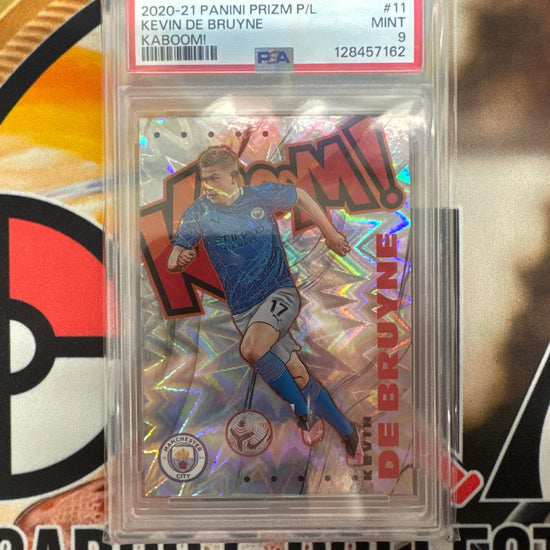 2020-21 PANINI PRIZM P/L #11
KEVIN DE BRUYNE MINT
KABOOM! 9
PSA 128457162
KABOOM!
17
KEVIN
DE BRUYNE
MANCHESTER
CITY